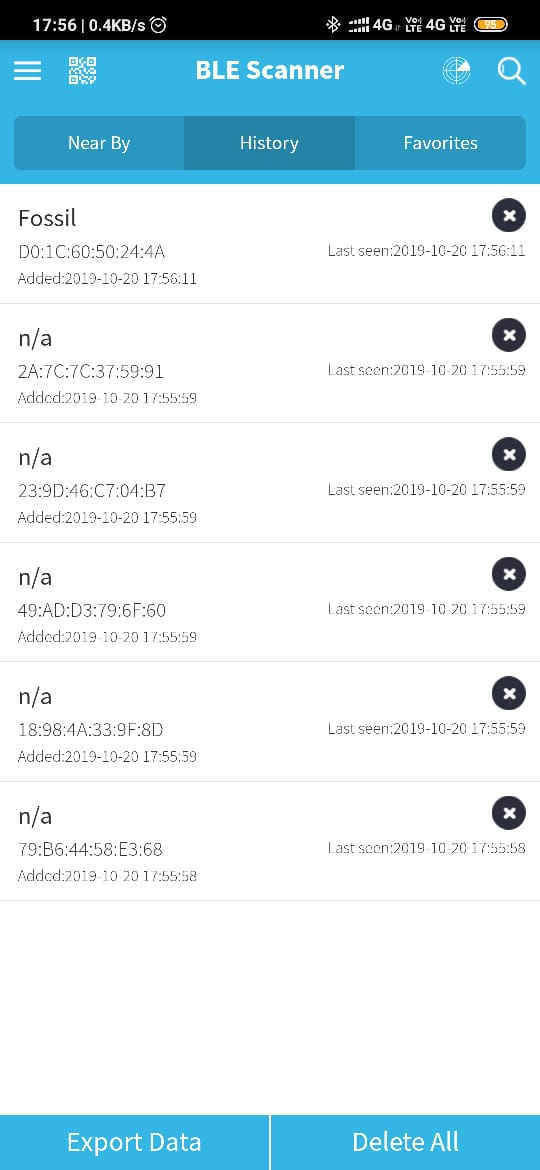 17:56 | 0.4KB/s 4G Vo) LTE 4G Vo) LTE 95
BLE Scanner
Near By History Favorites
Fossil
D0:1C:60:50:24:4A Last seen:2019-10-20 17:56:11
Added:2019-10-20 17:56:11
n/a
2A:7C:7C:37:59:91 Last seen:2019-10-20 17:55:59
Added:2019-10-20 17:55:59
n/a
23:9D:46:C7:04:B7 Last seen:2019-10-20 17:55:59
Added:2019-10-20 17:55:59
n/a
49:AD:D3:79:6F:60 Last seen:2019-10-20 17:55:59
Added:2019-10-20 17:55:59
n/a
18:98:4A:33:9F:8D Last seen:2019-10-20 17:55:59
Added:2019-10-20 17:55:59
n/a
79:B6:44:58:E3:68 Last seen:2019-10-20 17:55:58
Added:2019-10-20 17:55:58
Export Data Delete All